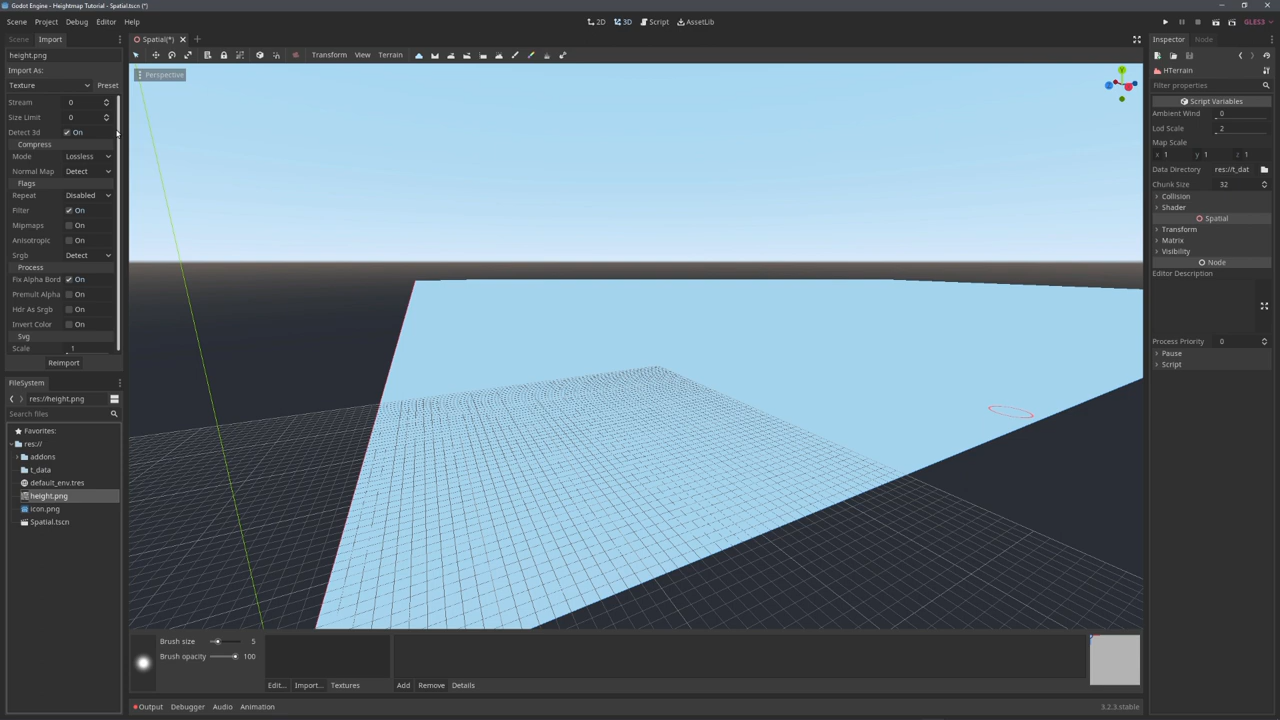 Godot Engine - Heightmap Tutorial - Spatial.tscn (*)
Scene Project Debug Editor Help
2D 3D Script AssetLib
GLES3
Scene Import
Spatial(*)
Inspector Node
height.png
Transform View Terrain
Import As:
HTerrain
Texture Preset
Perspective
Filter properties
Stream 0
Script Variables
Size Limit 0
Ambient Wind 0
Detect 3d On
Lod Scale 2
Compress
Map Scale
Mode Lossless
x 1 y 1 z 1
Normal Map Detect
Data Directory res://t_dat
Flags
Chunk Size 32
Repeat Disabled
Collision
Filter On
Shader
Mipmaps On
Spatial
Anisotropic On
Transform
Srgb Detect
Matrix
Process
Visibility
Fix Alpha Bord On
Node
Premult Alpha On
Editor Description
Hdr As Srgb On
Invert Color On
Svg
Process Priority 0
Scale 1
Pause
Reimport
Script
FileSystem
res://height.png
Search files
Favorites:
res://
addons
t_data
default_env.tres
height.png
icon.png
Spatial.tscn
Brush size 5
Brush opacity 100
Edit... Import... Textures
Add Remove Details
Output Debugger Audio Animation
3.2.3.stable